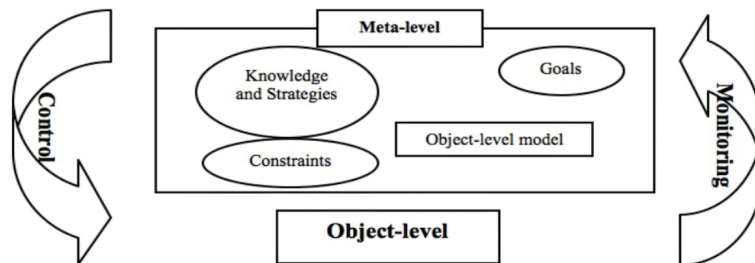 Meta-level
Knowledge
and Strategies
Goals
Object-level model
Constraints
Control
Monitoring
Object-level